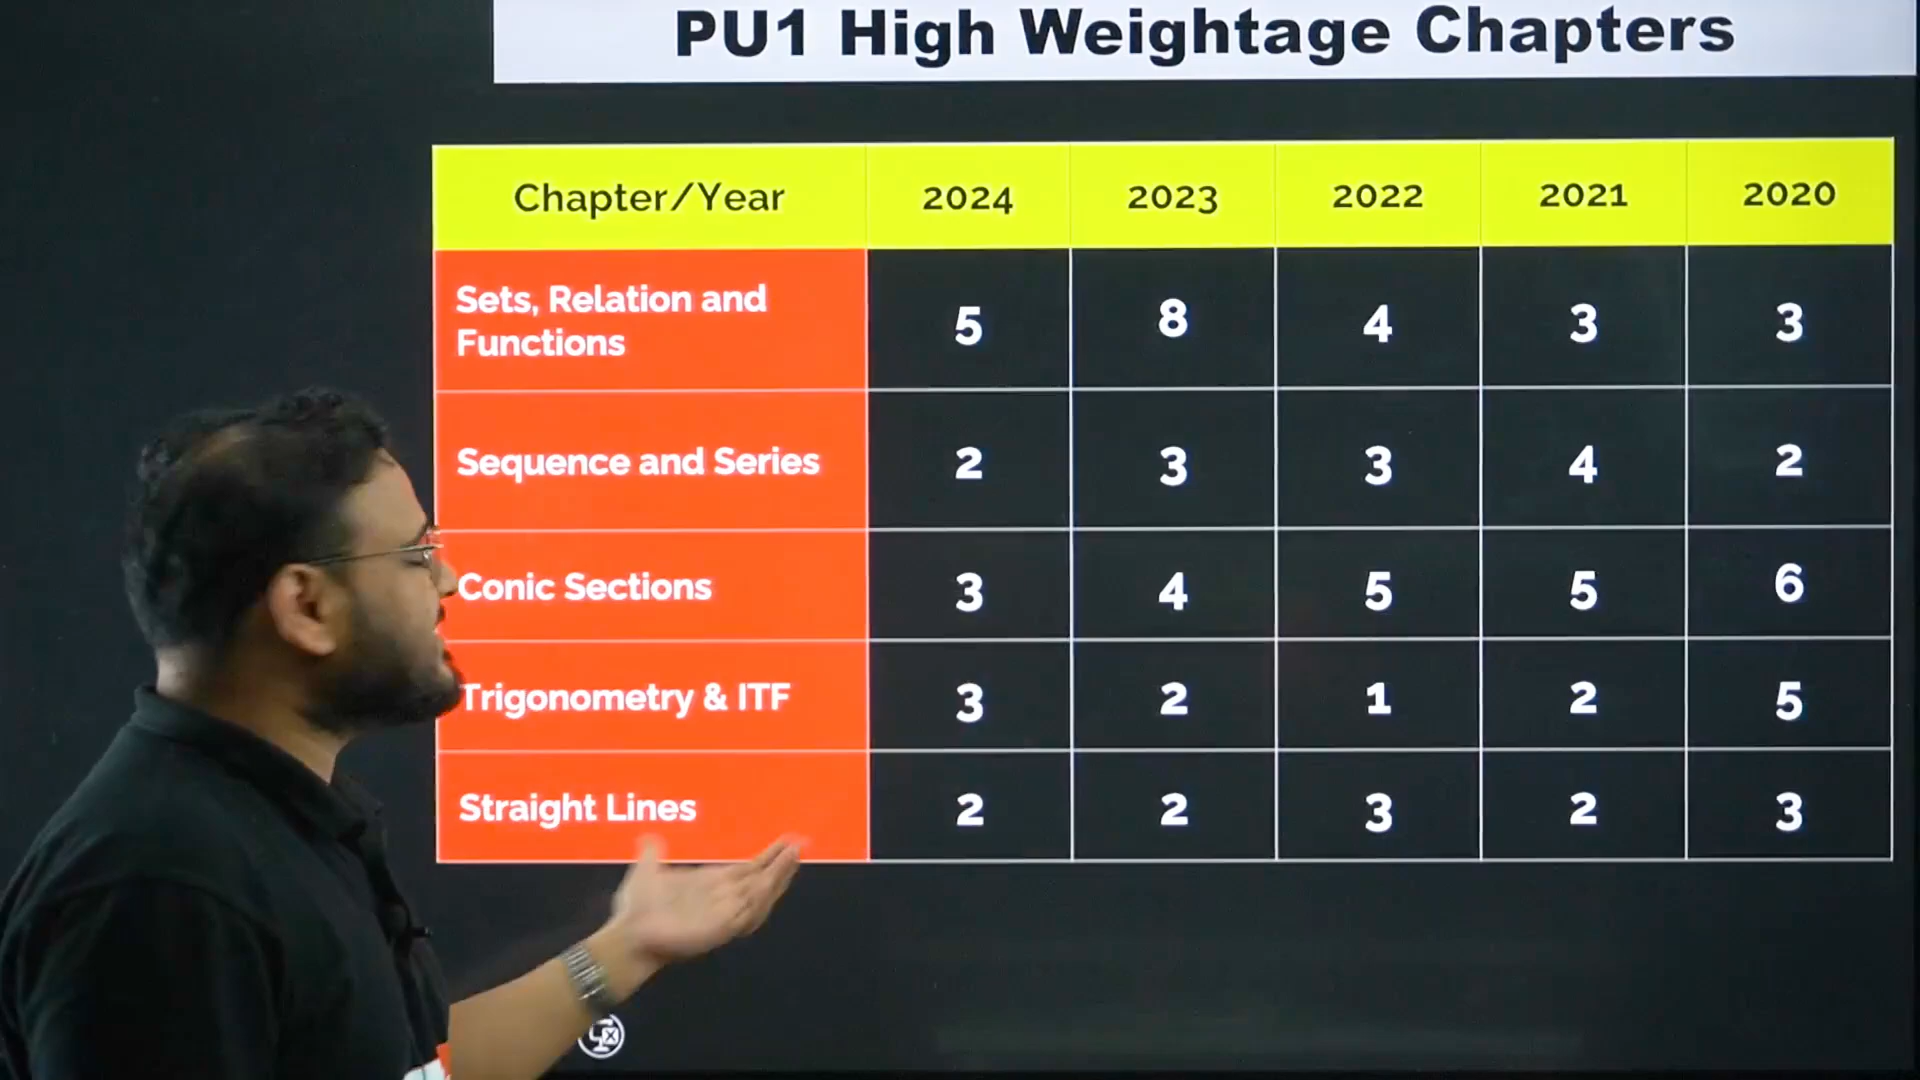 PU1 High Weightage Chapters
Chapter/Year 2024 2023 2022 2021 2020
Sets, Relation and
Functions 5 8 4 3 3
Sequence and Series 2 3 3 4 2
Conic Sections 3 4 5 5 6
Trigonometry & ITF 3 2 1 2 5
Straight Lines 2 2 3 2 3